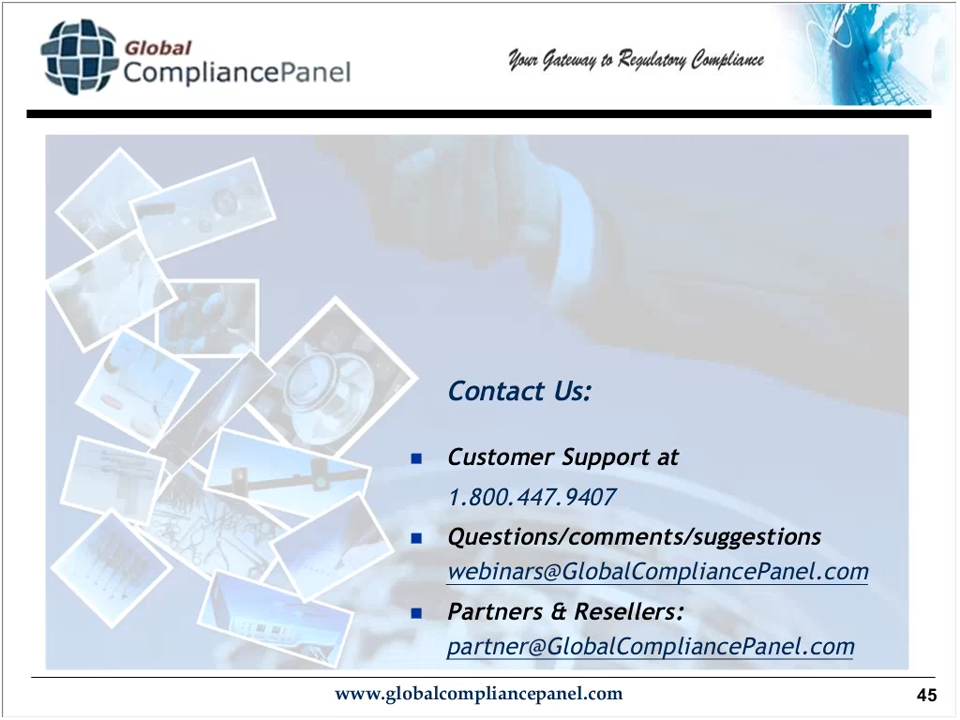 Global
CompliancePanel
Your Gateway to Regulatory Compliance
Contact Us:
Customer Support at
1.800.447.9407
Questions/comments/suggestions
webinars@GlobalCompliancePanel.com
Partners & Resellers:
partner@GlobalCompliancePanel.com
www.globalcompliancepanel.com
45